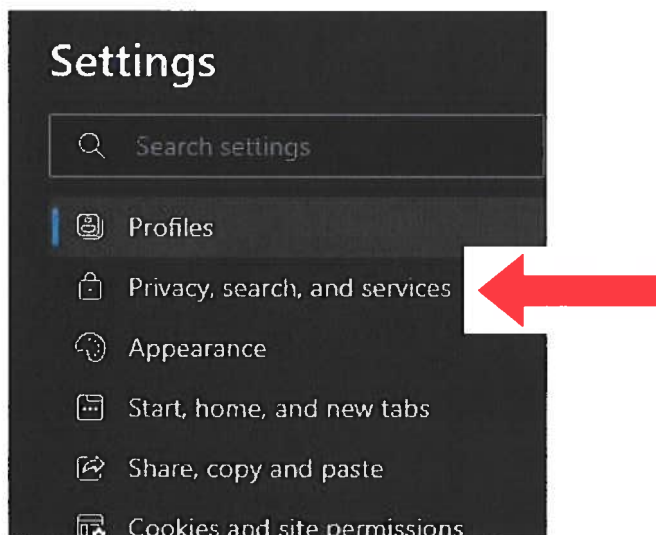 Settings
Search settings
Profiles
Privacy, search, and services
Appearance
Start, home, and new tabs
Share, copy and paste
Cookies and site permissions